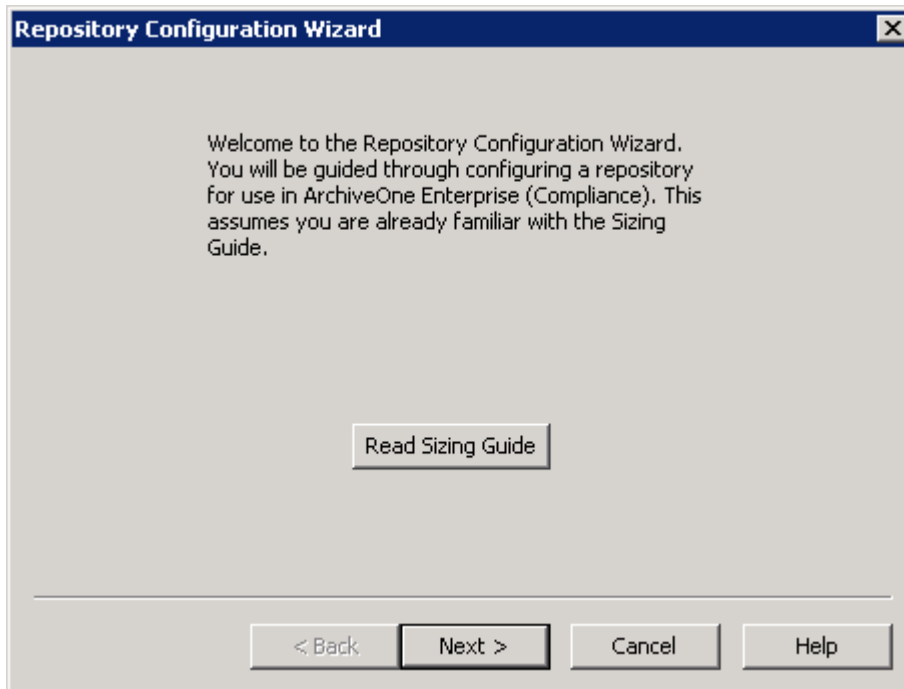 Repository Configuration Wizard
Welcome to the Repository Configuration Wizard.
You will be guided through configuring a repository
for use in ArchiveOne Enterprise (Compliance). This
assumes you are already familiar with the Sizing
Guide.
Read Sizing Guide
< Back
Next >
Cancel
Help